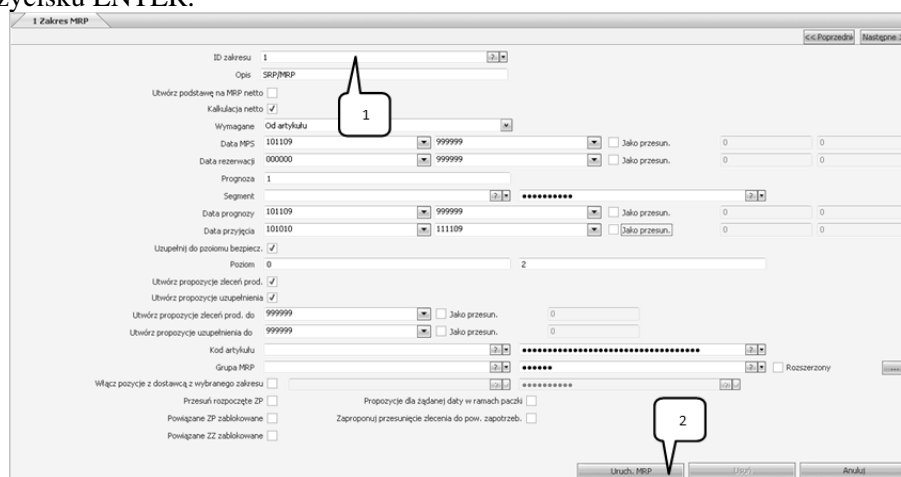 zycisku ENTER.
1 Zakres MRP
<< Poprzedni Następne >
ID zakresu 1
Opis SRP/MRP
Utwórz podstawę na MRP netto
Kalkulacja netto
Wymagane Od artykułu
Data MPS 101109 999999 Jako przesun. 0 0
Data rezerwacji 000000 999999 Jako przesun. 0 0
Prognoza 1
Segment ••••••••••
Data prognozy 101109 999999 Jako przesun. 0 0
Data przyjęcia 101010 111109 Jako przesun. 0 0
Uzupełnij do pzoiomu bezpiecz.
Poziom 0 2
Utwórz propozycje zleceń prod.
Utwórz propozycje uzupełnienia
Utwórz propozycje zleceń prod. do 999999 Jako przesun. 0
Utwórz propozycje uzupełnienia do 999999 Jako przesun. 0
Kod artykułu •••••••••••••••••••••••••••••••••••
Grupa MRP •••••• Rozszerzony ...
Włącz pozycje z dostawcą z wybranego zakresu ••••••••••
Przesuń rozpoczęte ZP Propozycje dla żądanej daty w ramach paczki
Powiązane ZP zablokowane Zaproponuj przesunięcie zlecenia do pow. zapotrzeb.
Powiązane ZZ zablokowane
Uruch. MRP Usuń Anuluj
1
2